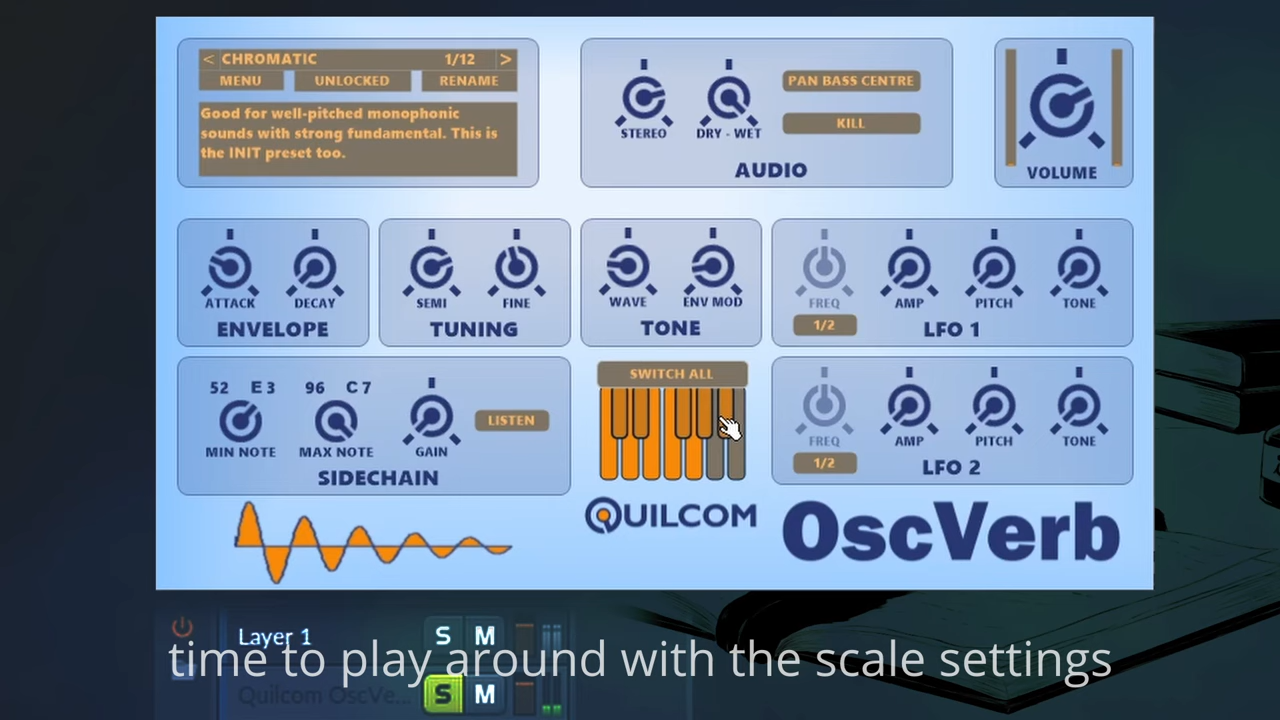 < CHROMATIC 1/12 >
MENU UNLOCKED RENAME
Good for well-pitched monophonic
sounds with strong fundamental. This is
the INIT preset too.
STEREO DRY - WET
PAN BASS CENTRE
KILL
AUDIO
VOLUME
ATTACK DECAY
ENVELOPE
SEMI FINE
TUNING
WAVE ENV MOD
TONE
FREQ AMP PITCH TONE
1/2
LFO 1
52 E 3 96 C 7
MIN NOTE MAX NOTE GAIN
LISTEN
SIDECHAIN
SWITCH ALL
FREQ AMP PITCH TONE
1/2
LFO 2
QUILCOM
OscVerb
Layer 1 S M
time to play around with the scale settings
Quilcom OscVe... S M